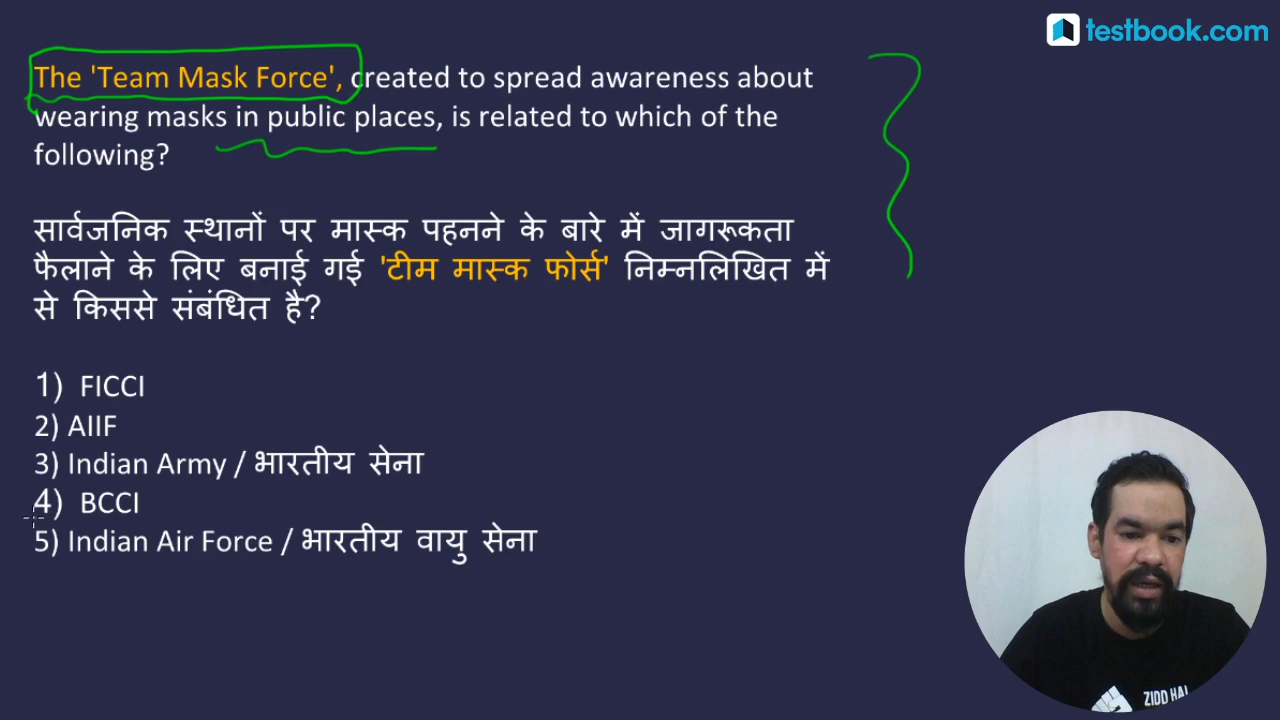 testbook.com
The 'Team Mask Force', created to spread awareness about
wearing masks in public places, is related to which of the
following?
सार्वजनिक स्थानों पर मास्क पहनने के बारे में जागरूकता
फैलाने के लिए बनाई गई 'टीम मास्क फोर्स' निम्नलिखित में
से किससे संबंधित है?
1) FICCI
2) AIIF
3) Indian Army / भारतीय सेना
4) BCCI
5) Indian Air Force / भारतीय वायु सेना
ZIDD HAI